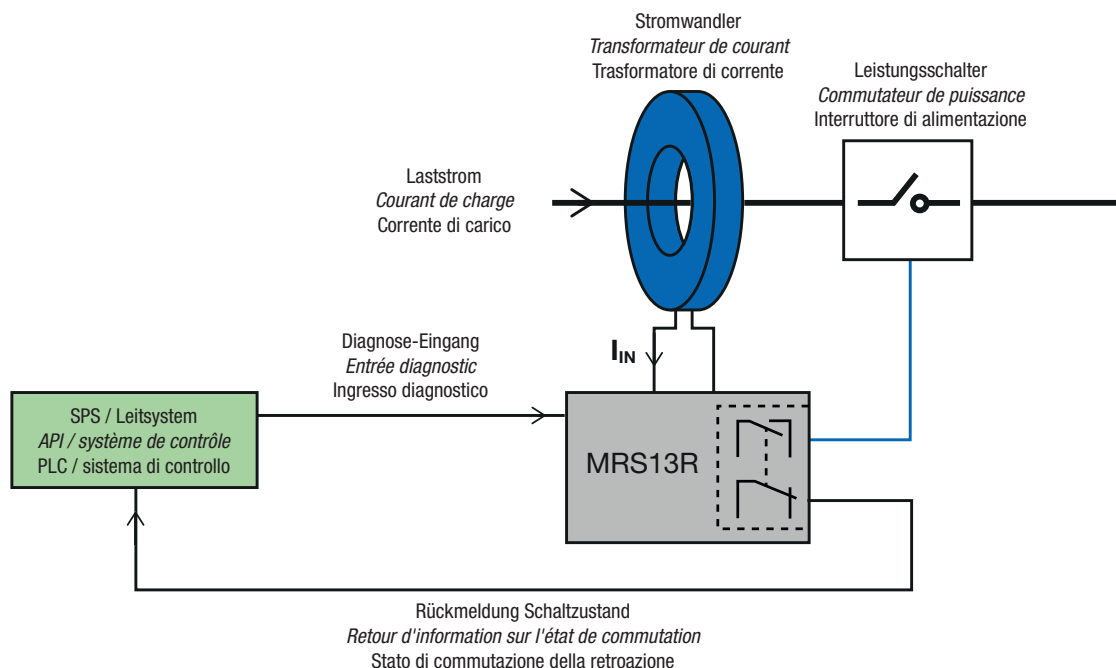 Stromwandler
Transformateur de courant
Trasformatore di corrente
Leistungsschalter
Commutateur de puissance
Interruttore di alimentazione
Laststrom
Courant de charge
Corrente di carico
Diagnose-Eingang
Entrée diagnostic
Ingresso diagnostico
IIN
SPS / Leitsystem
API / système de contrôle
PLC / sistema di controllo
MRS13R
Rückmeldung Schaltzustand
Retour d'information sur l'état de commutation
Stato di commutazione della retroazione